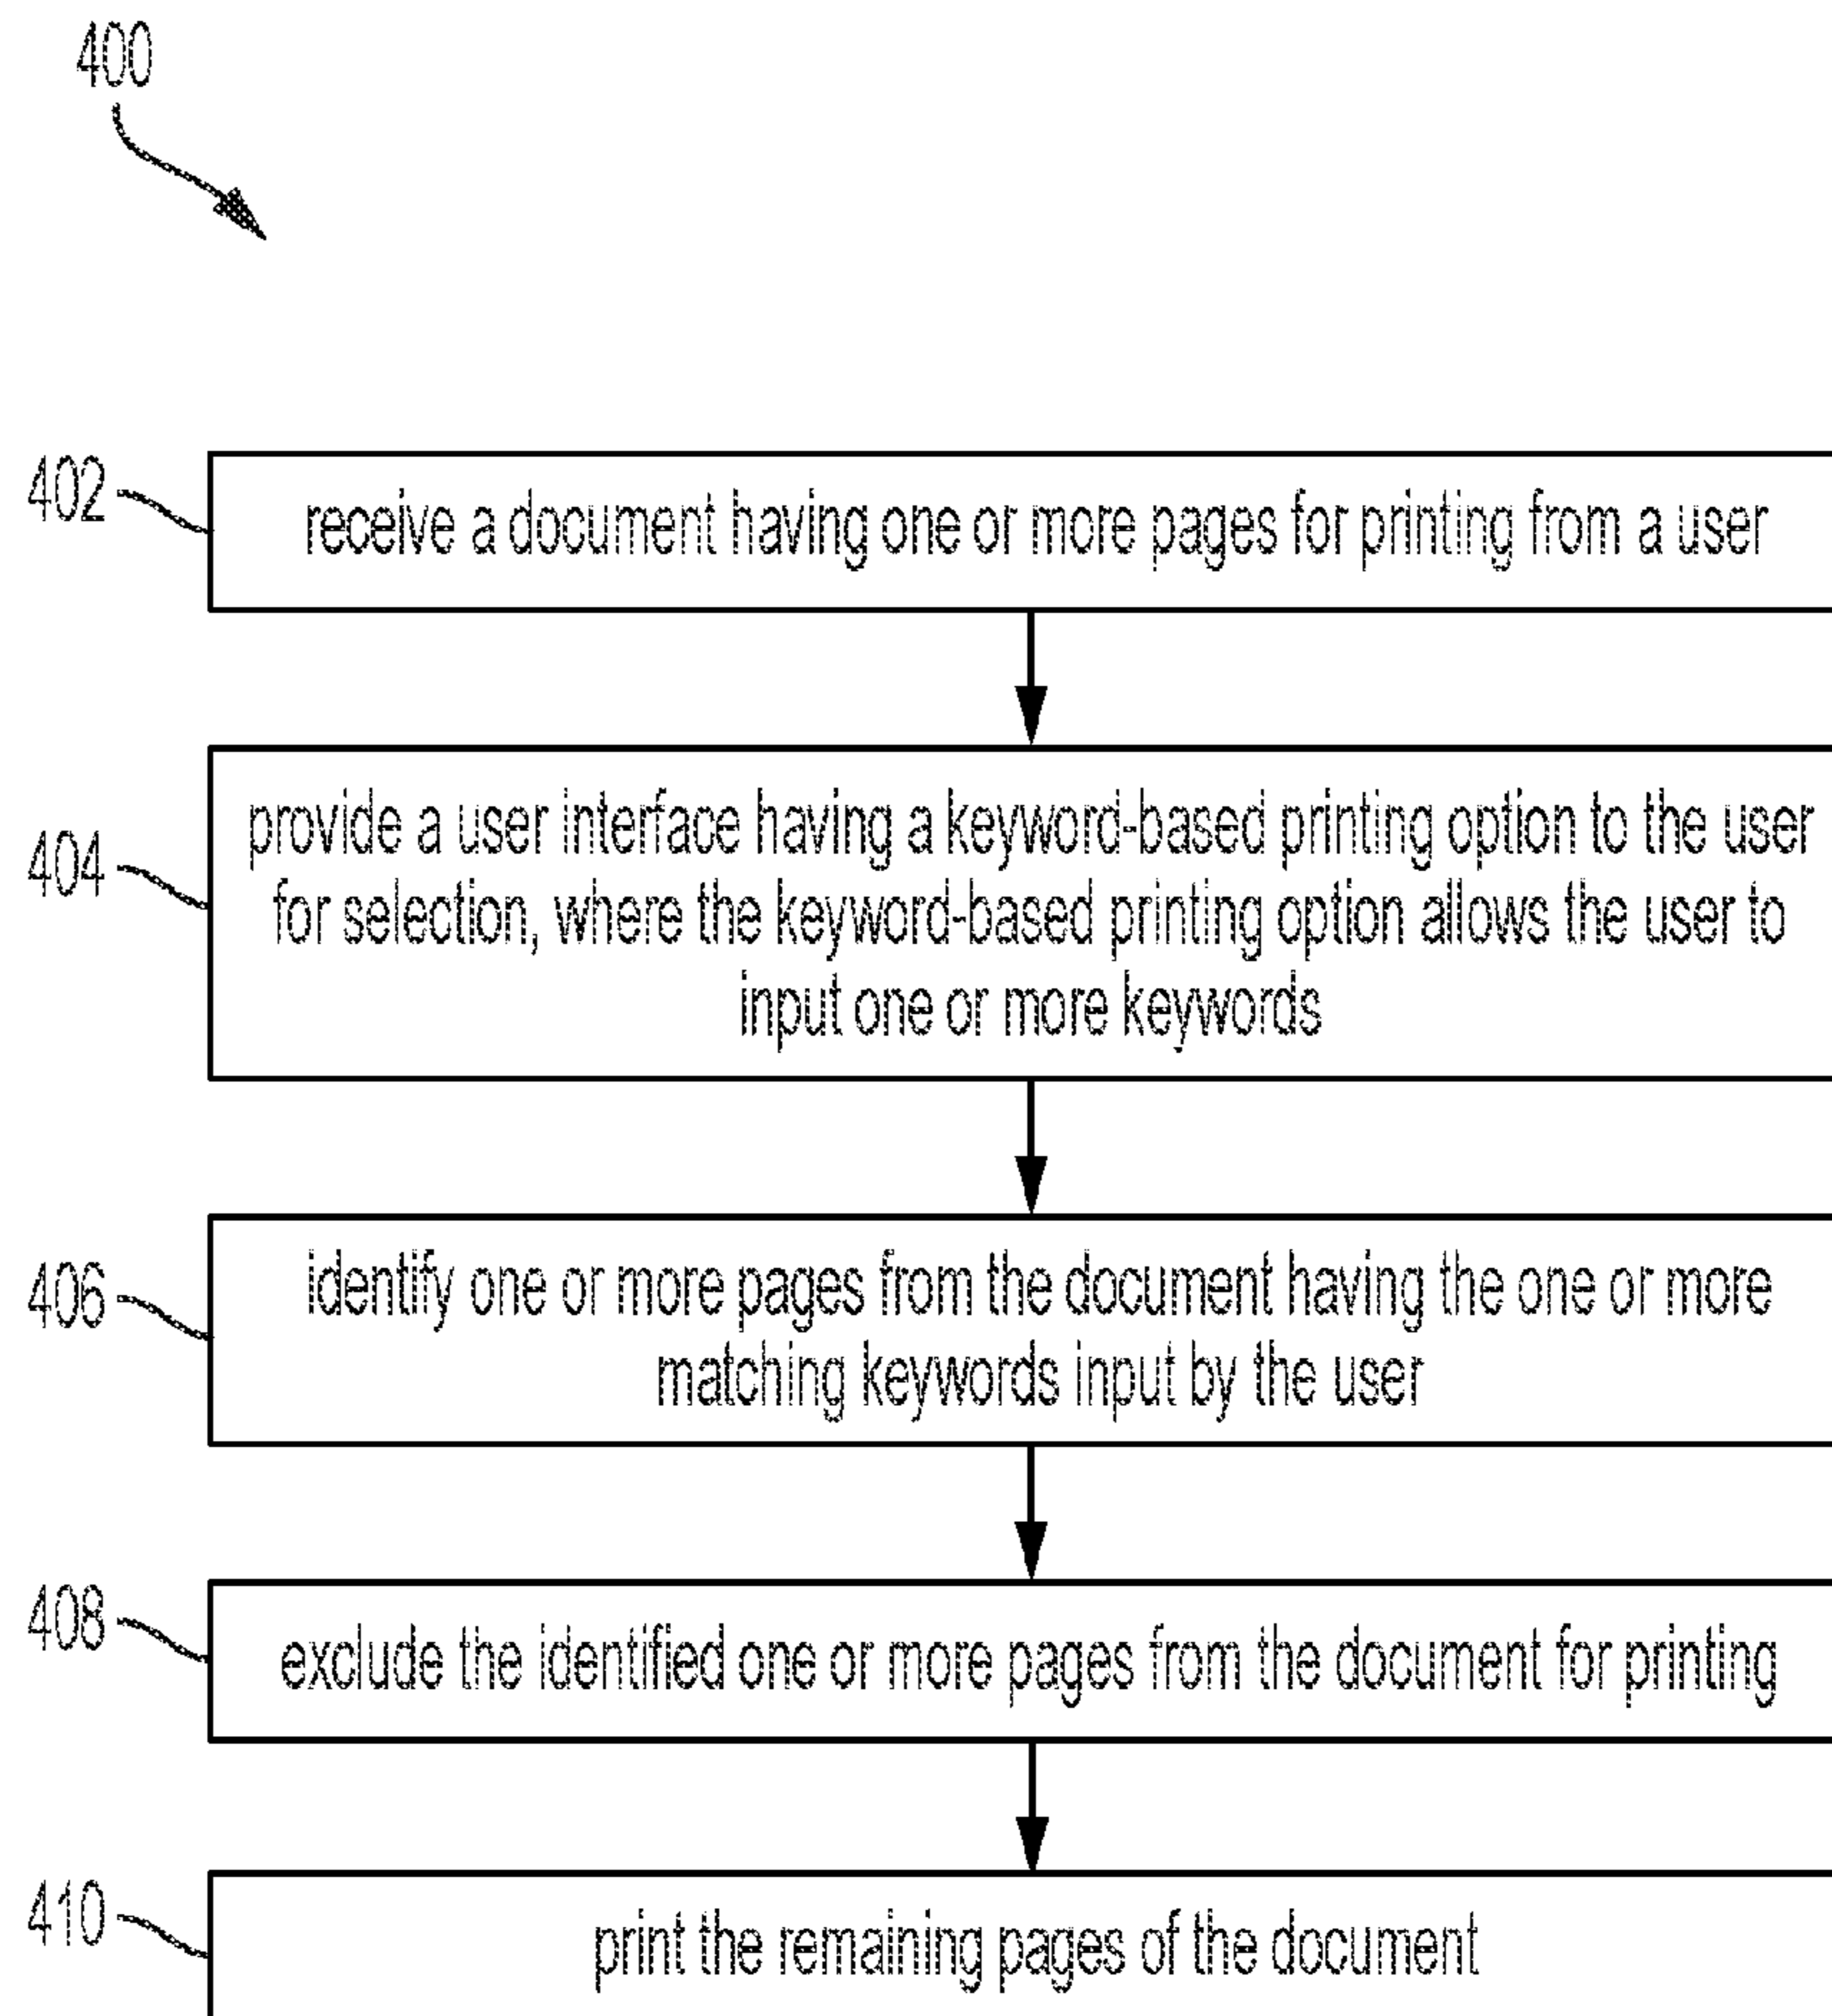 400
402
receive a document having one or more pages for printing from a user
404
provide a user interface having a keyword-based printing option to the user
for selection, where the keyword-based printing option allows the user to
input one or more keywords
406
identify one or more pages from the document having the one or more
matching keywords input by the user
408
exclude the identified one or more pages from the document for printing
410
print the remaining pages of the document